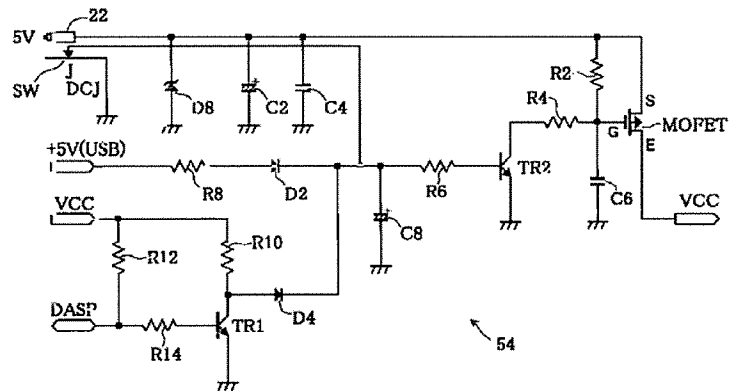 22
5V
SW
DCJ
D8
C2
C4
R2
R4
S
G
MOFET
E
+5V(USB)
R8
D2
R6
TR2
C6
VCC
VCC
C8
R12
R10
DASP
D4
TR1
R14
54